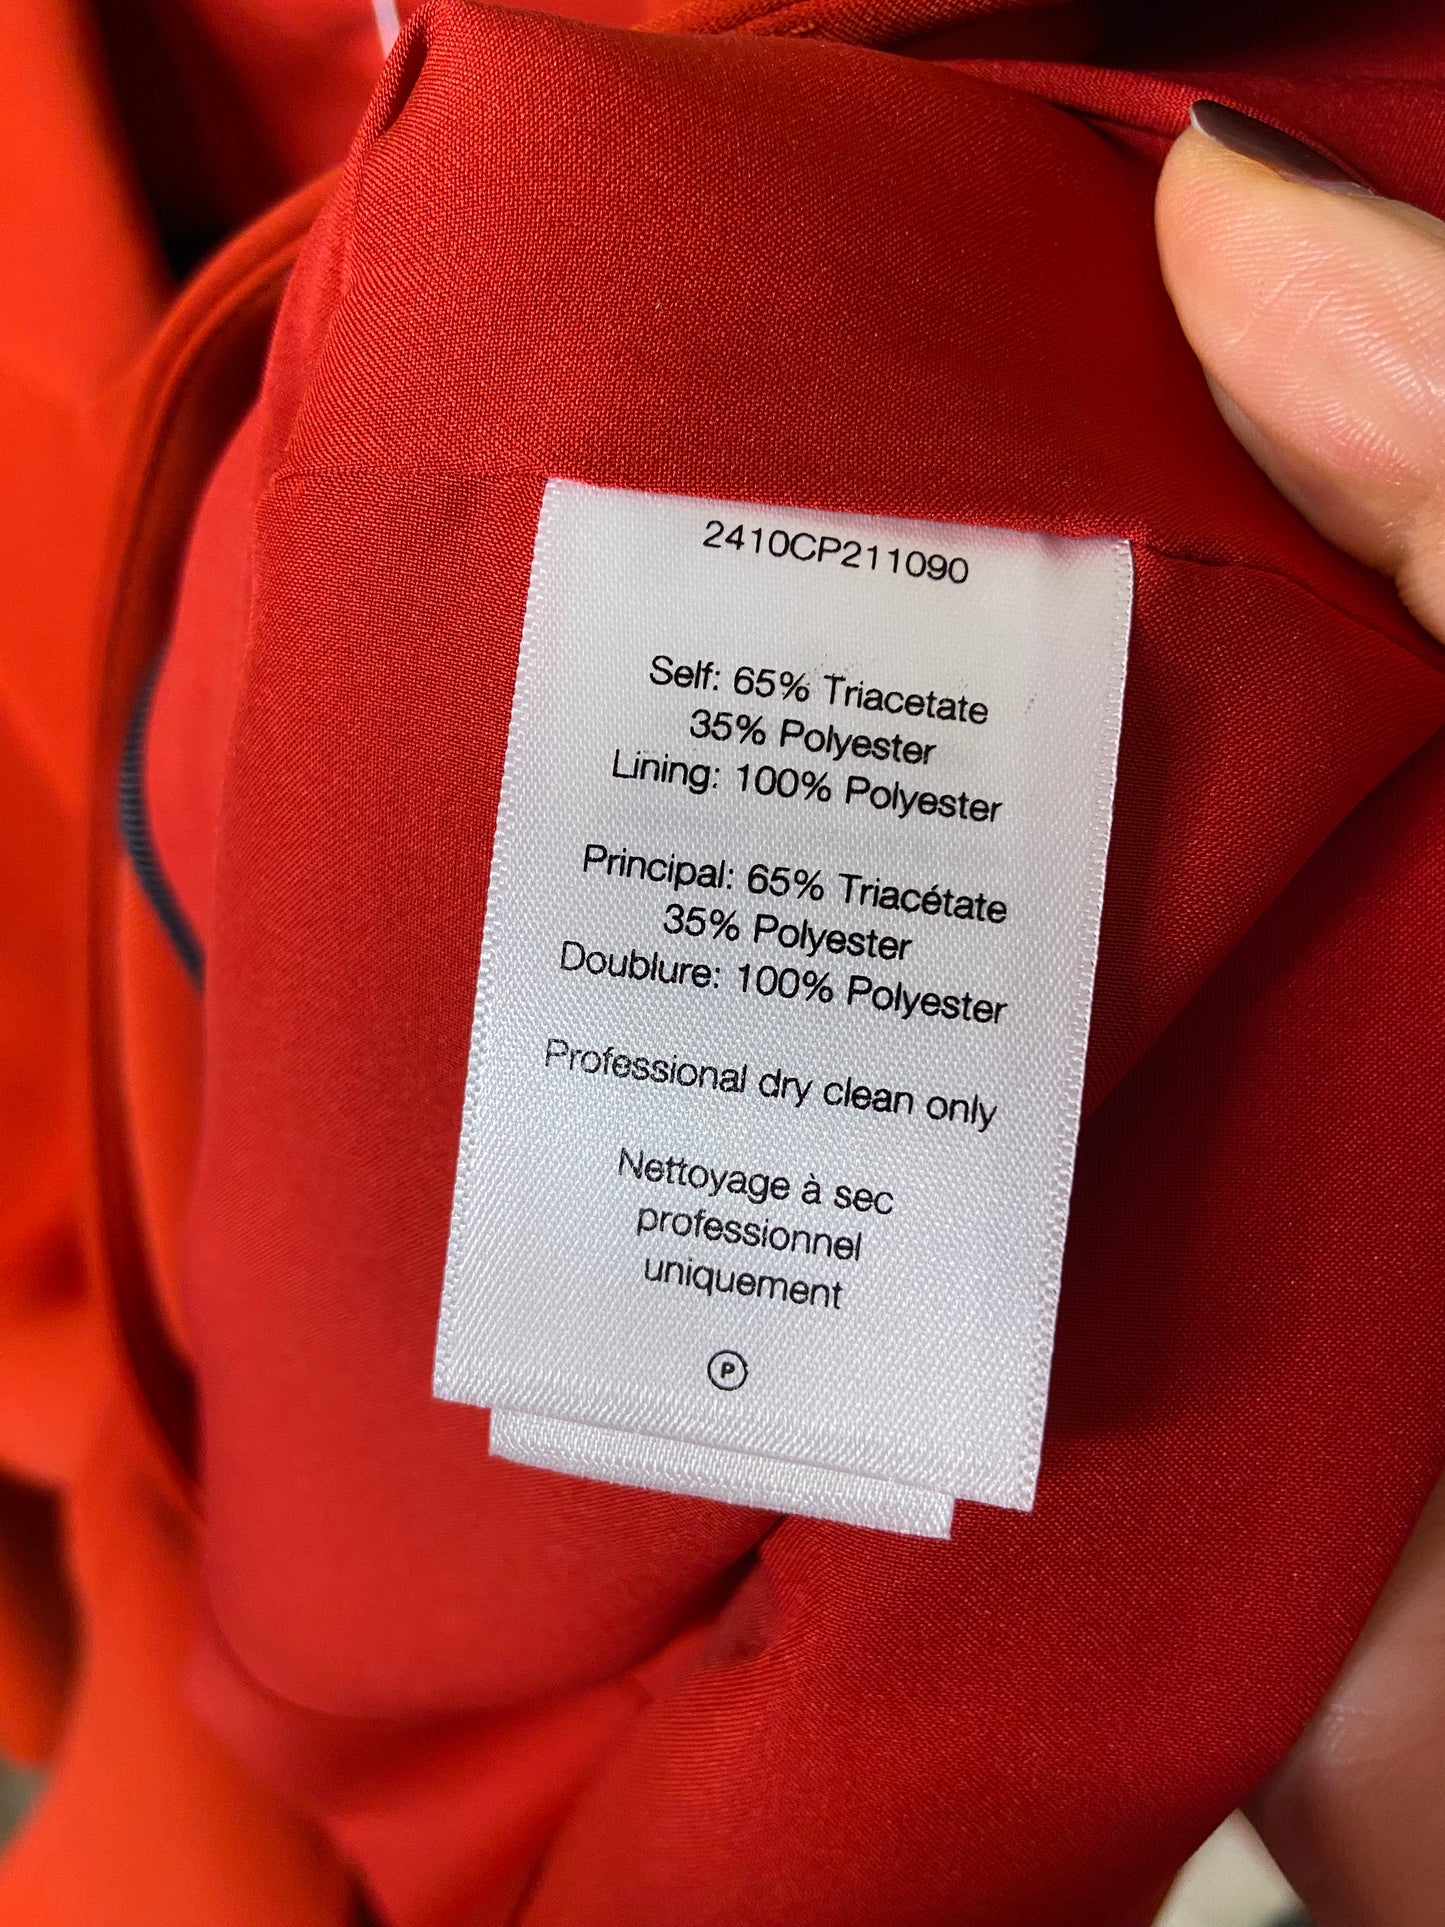 2410CP211090
Self: 65% Triacetate
35% Polyester
Lining: 100% Polyester
Principal: 65% Triacétate
35% Polyester
Doublure: 100% Polyester
Professional dry clean only
Nettoyage à sec
professionnel
uniquement
P